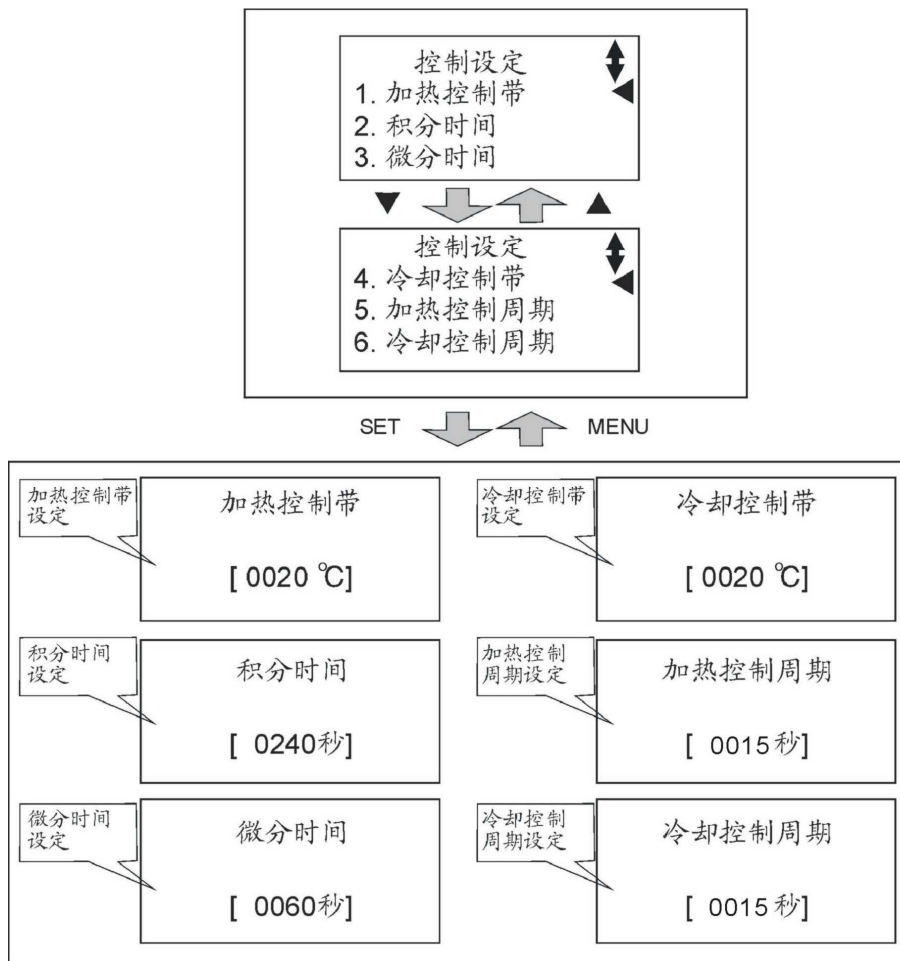 控制设定
1. 加热控制带
2. 积分时间
3. 微分时间
控制设定
4. 冷却控制带
5. 加热控制周期
6. 冷却控制周期
SET
MENU
加热控制带
设定
加热控制带
[ 0020 ℃]
冷却控制带
设定
冷却控制带
[ 0020 ℃]
积分时间
设定
积分时间
[ 0240秒]
加热控制
周期设定
加热控制周期
[ 0015秒]
微分时间
设定
微分时间
[ 0060秒]
冷却控制
周期设定
冷却控制周期
[ 0015秒]